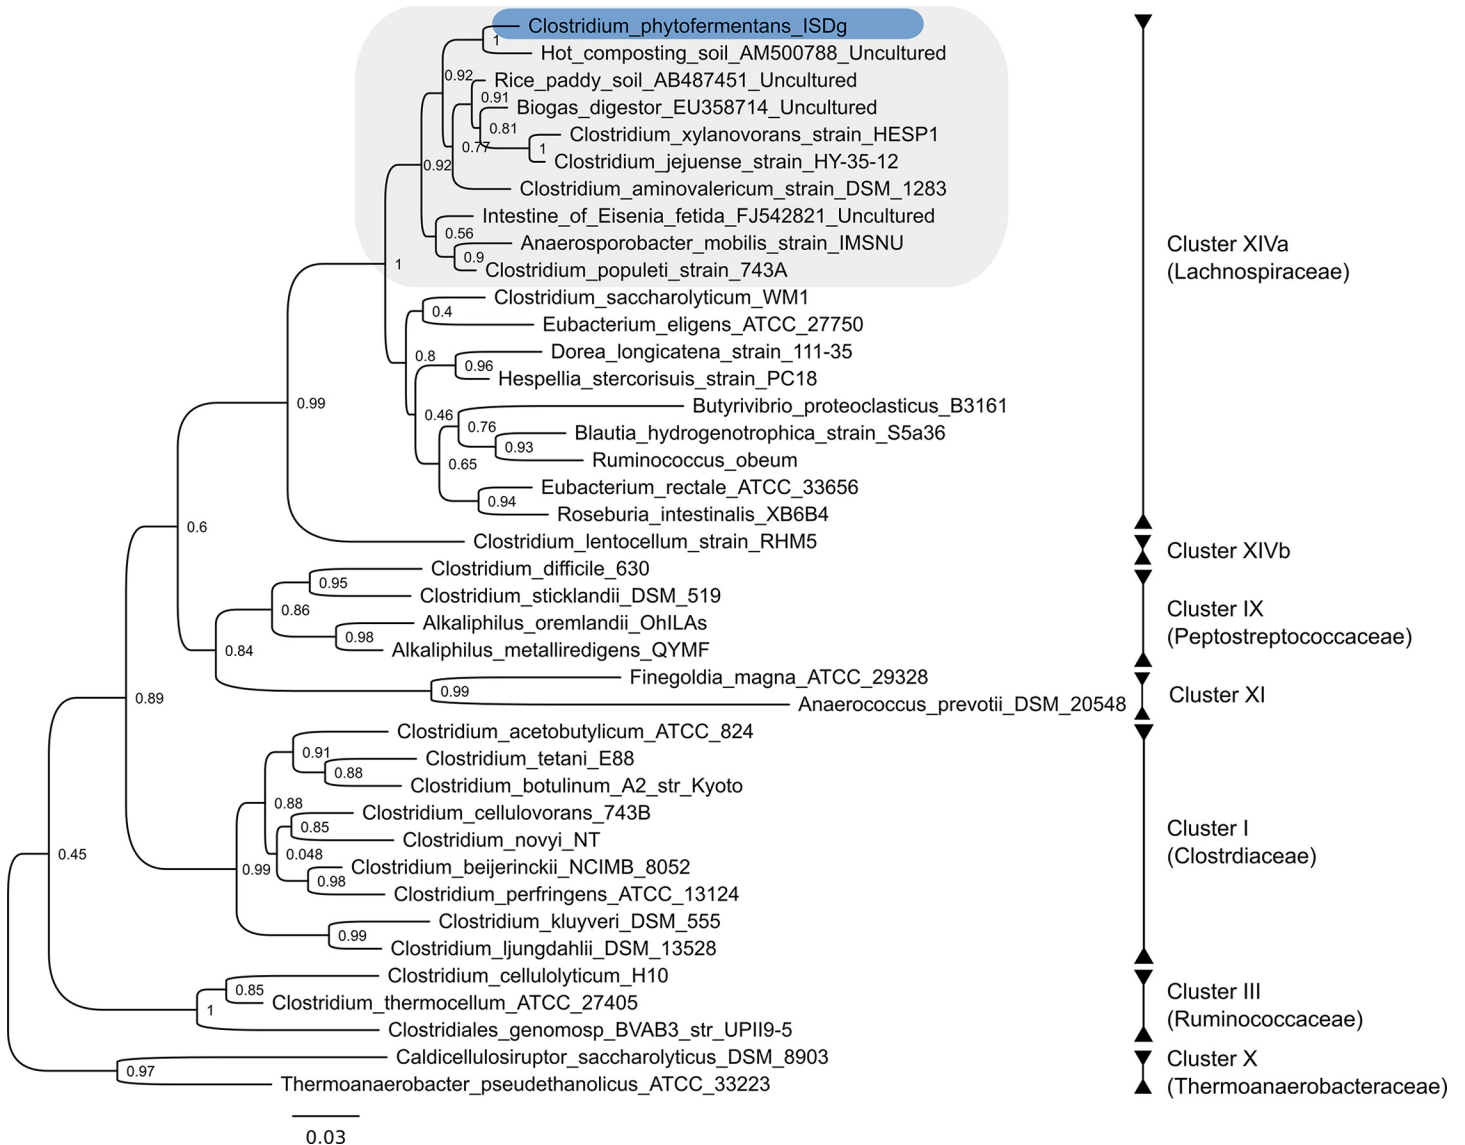 Clostridium_phytofermentans_ISDg
1
Hot_composting_soil_AM500788_Uncultured
0.92
Rice_paddy_soil_AB487451_Uncultured
0.91
Biogas_digestor_EU358714_Uncultured
0.81
Clostridium_xylanovorans_strain_HESP1
0.77
1
Clostridium_jejuense_strain_HY-35-12
0.92
Clostridium_aminovalericum_strain_DSM_1283
Intestine_of_Eisenia_fetida_FJ542821_Uncultured
0.56
Anaerosporobacter_mobilis_strain_IMSNU
0.9
Clostridium_populeti_strain_743A
1
Clostridium_saccharolyticum_WM1
0.4
Eubacterium_eligens_ATCC_27750
0.8
Dorea_longicatena_strain_111-35
0.96
Hespellia_stercorisuis_strain_PC18
0.99
Butyrivibrio_proteoclasticus_B3161
0.46
0.76
Blautia_hydrogenotrophica_strain_S5a36
0.93
Ruminococcus_obeum
0.65
Eubacterium_rectale_ATCC_33656
0.94
Roseburia_intestinalis_XB6B4
0.6
Clostridium_lentocellum_strain_RHM5
Clostridium_difficile_630
0.95
Clostridium_sticklandii_DSM_519
0.86
Alkaliphilus_oremlandii_OhILAs
0.98
Alkaliphilus_metalliredigens_QYMF
0.84
Finegoldia_magna_ATCC_29328
0.99
Anaerococcus_prevotii_DSM_20548
0.89
Clostridium_acetobutylicum_ATCC_824
0.91
Clostridium_tetani_E88
0.88
Clostridium_botulinum_A2_str_Kyoto
0.88
Clostridium_cellulovorans_743B
0.85
Clostridium_novyi_NT
0.048
Clostridium_beijerinckii_NCIMB_8052
0.99
0.98
Clostridium_perfringens_ATCC_13124
0.45
Clostridium_kluyveri_DSM_555
0.99
Clostridium_ljungdahlii_DSM_13528
Clostridium_cellulolyticum_H10
0.85
Clostridium_thermocellum_ATCC_27405
1
Clostridiales_genomosp_BVAB3_str_UPII9-5
Caldicellulosiruptor_saccharolyticus_DSM_8903
0.97
Thermoanaerobacter_pseudethanolicus_ATCC_33223
0.03
Cluster XIVa
(Lachnospiraceae)
Cluster XIVb
Cluster IX
(Peptostreptococcaceae)
Cluster XI
Cluster I
(Clostrdiaceae)
Cluster III
(Ruminococcaceae)
Cluster X
(Thermoanaerobacteraceae)